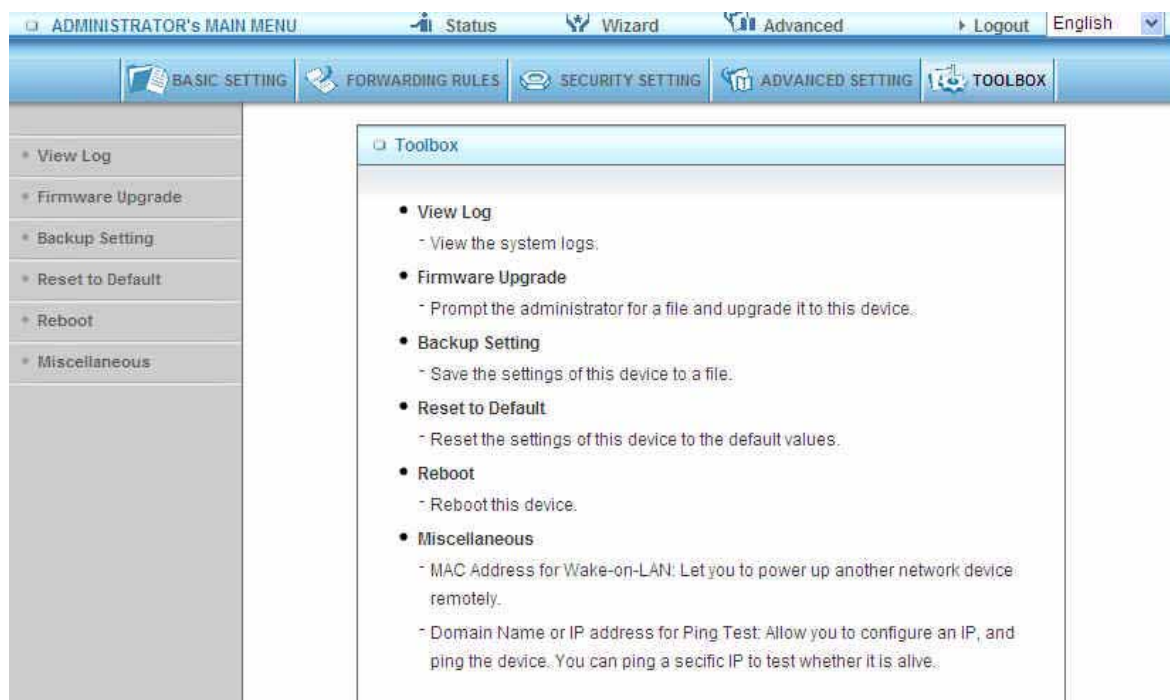 ADMINISTRATOR's MAIN MENU Status Wizard Advanced Logout English
BASIC SETTING FORWARDING RULES SECURITY SETTING ADVANCED SETTING TOOLBOX
View Log
Firmware Upgrade
Backup Setting
Reset to Default
Reboot
Miscellaneous
Toolbox
• View Log
- View the system logs.
• Firmware Upgrade
- Prompt the administrator for a file and upgrade it to this device.
• Backup Setting
- Save the settings of this device to a file.
• Reset to Default
- Reset the settings of this device to the default values.
• Reboot
- Reboot this device.
• Miscellaneous
- MAC Address for Wake-on-LAN: Let you to power up another network device
remotely.
- Domain Name or IP address for Ping Test: Allow you to configure an IP, and
ping the device. You can ping a secific IP to test whether it is alive.